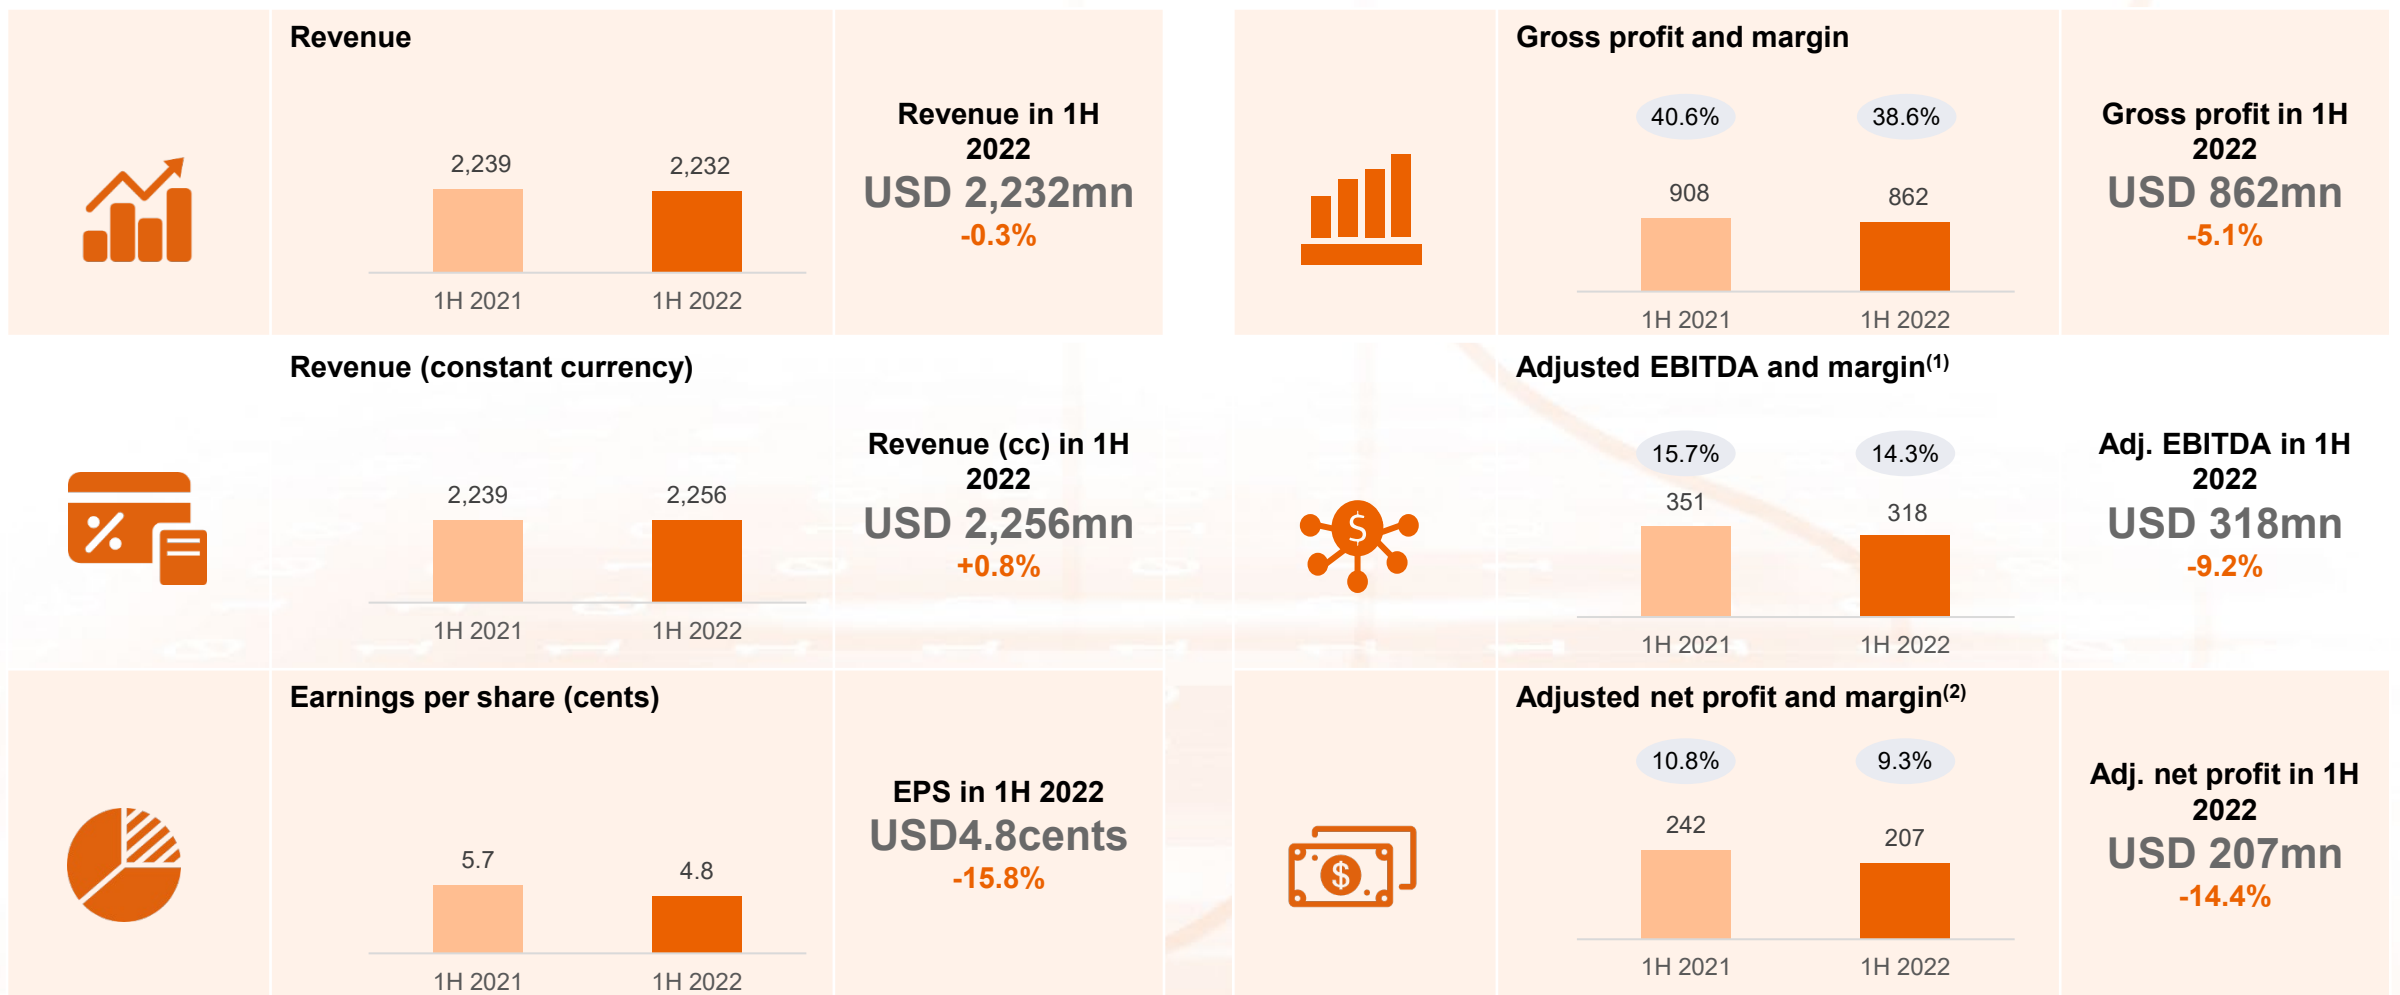 Revenue
2,239
2,232
1H 2021
1H 2022
Revenue in 1H
2022
USD 2,232mn
-0.3%
Gross profit and margin
40.6%
38.6%
908
862
1H 2021
1H 2022
Gross profit in 1H
2022
USD 862mn
-5.1%
Revenue (constant currency)
2,239
2,256
1H 2021
1H 2022
Revenue (cc) in 1H
2022
USD 2,256mn
+0.8%
Adjusted EBITDA and margin(1)
15.7%
14.3%
351
318
1H 2021
1H 2022
Adj. EBITDA in 1H
2022
USD 318mn
-9.2%
Earnings per share (cents)
5.7
4.8
1H 2021
1H 2022
EPS in 1H 2022
USD4.8cents
-15.8%
Adjusted net profit and margin(2)
10.8%
9.3%
242
207
1H 2021
1H 2022
Adj. net profit in 1H
2022
USD 207mn
-14.4%